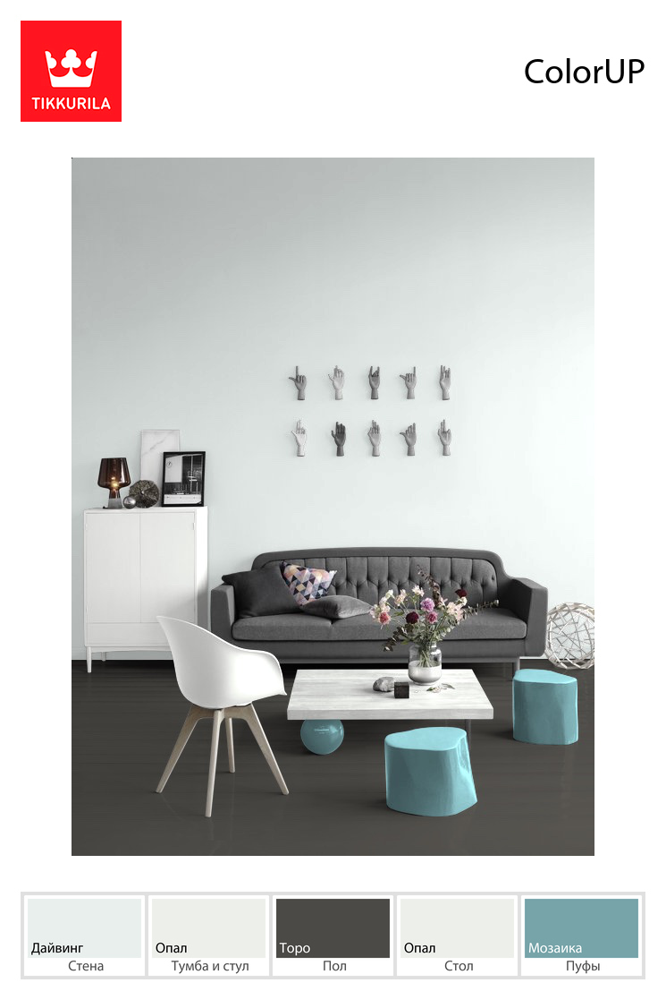 TIKKURILA
ColorUP
Дайвинг
Стена
Опал
Тумба и стул
Торо
Пол
Опал
Стол
Мозаика
Пуфы